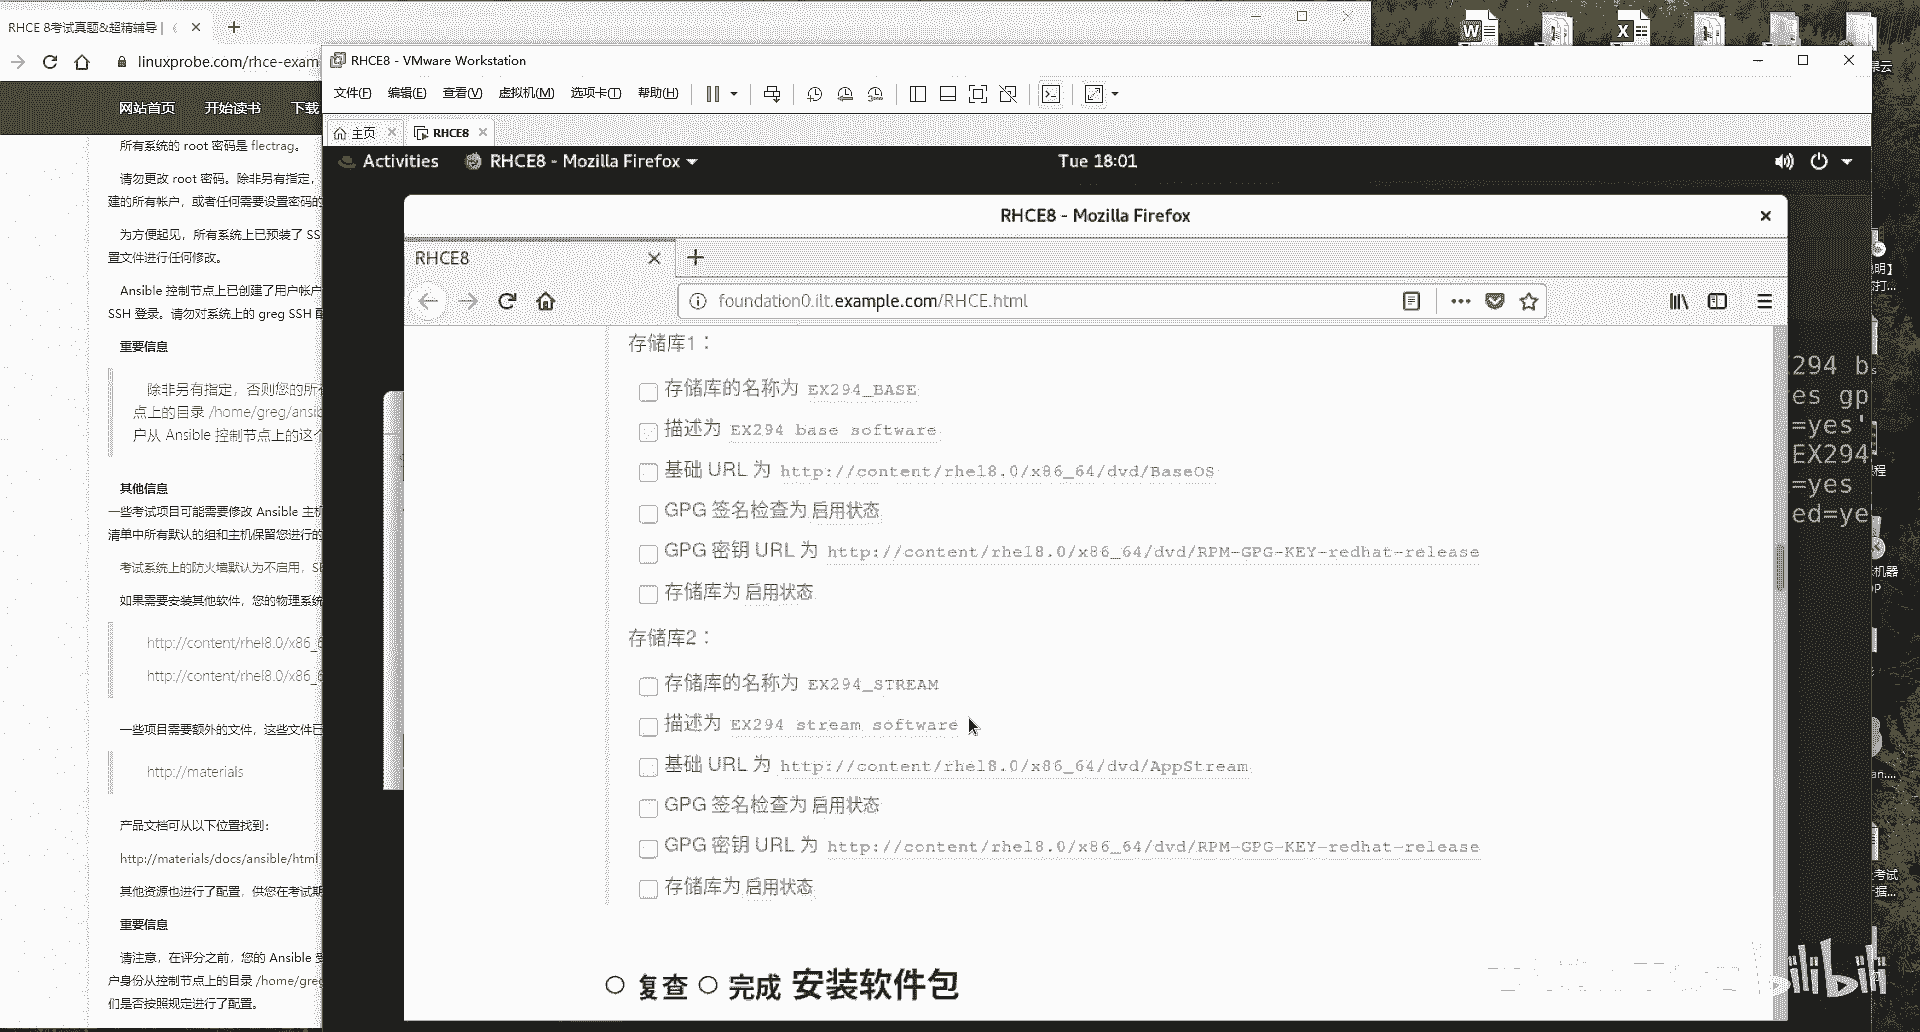 RHCE 8考试真题&超精辅导 |
linuxprobe.com/rhce-exam
网站首页 开始读书 下载
所有系统的 root 密码是 flectrag。
请勿更改 root 密码。除非另有指定，
建的所有帐户，或者任何需要设置密码的
为方便起见，所有系统上已预装了 SS
置文件进行任何修改。
Ansible 控制节点上已创建了用户帐户
SSH 登录。请勿对系统上的 greg SSH 配
重要信息
除非另有指定，否则您的所有
点上的目录 /home/greg/ansib
户从 Ansible 控制节点上的这个
其他信息
一些考试项目可能需要修改 Ansible 主机
清单中所有默认的组和主机保留您进行的
考试系统上的防火墙默认为不启用，SE
如果需要安装其他软件，您的物理系统
http://content/rhel8.0/x86_6
http://content/rhel8.0/x86_6
一些项目需要额外的文件，这些文件已
http://materials
产品文档可从以下位置找到：
http://materials/docs/ansible/html
其他资源也进行了配置，供您在考试期
重要信息
请注意，在评分之前，您的 Ansible 受
户身份从控制节点上的目录 /home/greg
们是否按照规定进行了配置。
RHCE8 - VMware Workstation
文件(F) 编辑(E) 查看(V) 虚拟机(M) 选项卡(T) 帮助(H)
主页 RHCE8
Activities RHCE8 - Mozilla Firefox Tue 18:01
RHCE8 - Mozilla Firefox
RHCE8
foundation0.ilt.example.com/RHCE.html
存储库1：
存储库的名称为 EX294_BASE
描述为 EX294 base software
基础 URL 为 http://content/rhel8.0/x86_64/dvd/BaseOS
GPG 签名检查为 启用状态
GPG 密钥 URL 为 http://content/rhel8.0/x86_64/dvd/RPM-GPG-KEY-redhat-release
存储库为 启用状态
存储库2：
存储库的名称为 EX294_STREAM
描述为 EX294 stream software
基础 URL 为 http://content/rhel8.0/x86_64/dvd/AppStream
GPG 签名检查为 启用状态
GPG 密钥 URL 为 http://content/rhel8.0/x86_64/dvd/RPM-GPG-KEY-redhat-release
存储库为 启用状态
复查 完成 安装软件包
294 b
es gp
=yes'
EX294
=yes
ed=ye
bilibili